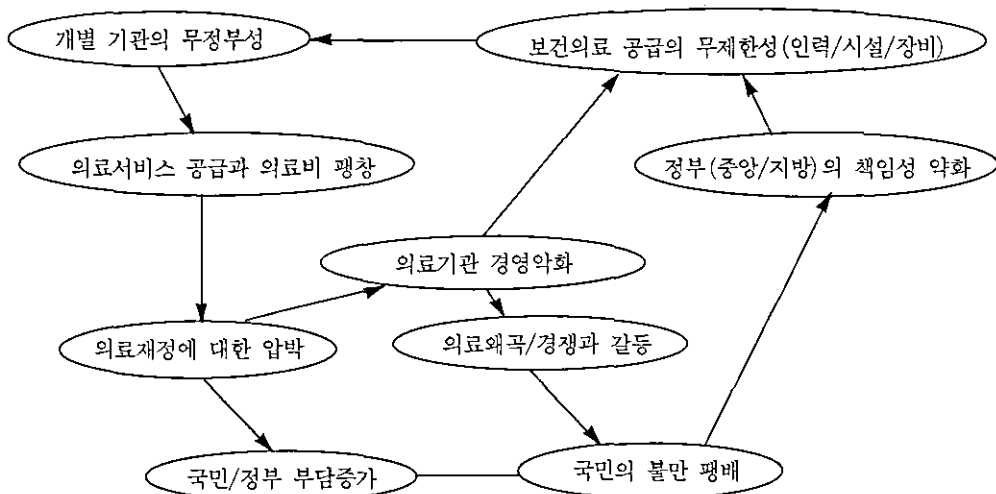 개별 기관의 무정부성
보건의료 공급의 무제한성(인력/시설/장비)
의료서비스 공급과 의료비 팽창
정부(중앙/지방)의 책임성 약화
의료기관 경영악화
의료재정에 대한 압박
의료왜곡/경쟁과 갈등
국민/정부 부담증가
국민의 불만 팽배